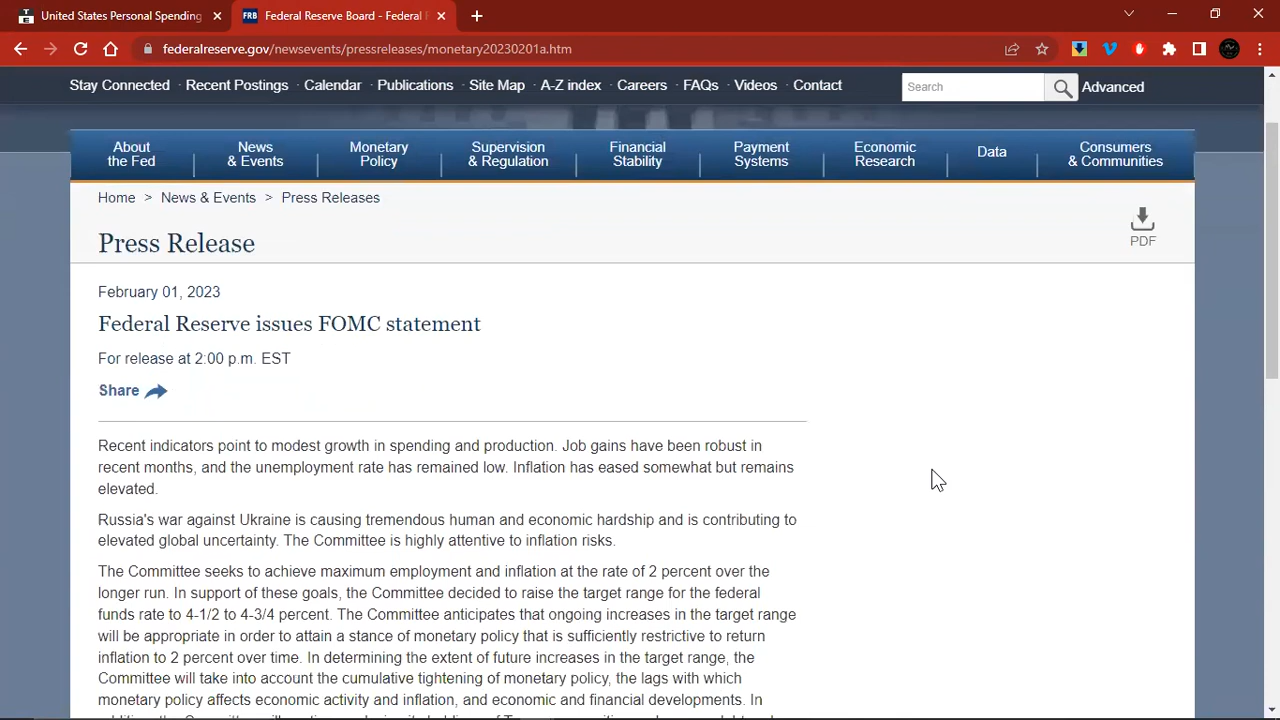 United States Personal Spending
Federal Reserve Board - Federal R
federalreserve.gov/newsevents/pressreleases/monetary20230201a.htm
Stay Connected · Recent Postings · Calendar · Publications · Site Map · A-Z index · Careers · FAQs · Videos · Contact
Search
Advanced
About
the Fed
News
& Events
Monetary
Policy
Supervision
& Regulation
Financial
Stability
Payment
Systems
Economic
Research
Data
Consumers
& Communities
Home > News & Events > Press Releases
PDF
Press Release
February 01, 2023
Federal Reserve issues FOMC statement
For release at 2:00 p.m. EST
Share
Recent indicators point to modest growth in spending and production. Job gains have been robust in
recent months, and the unemployment rate has remained low. Inflation has eased somewhat but remains
elevated.
Russia's war against Ukraine is causing tremendous human and economic hardship and is contributing to
elevated global uncertainty. The Committee is highly attentive to inflation risks.
The Committee seeks to achieve maximum employment and inflation at the rate of 2 percent over the
longer run. In support of these goals, the Committee decided to raise the target range for the federal
funds rate to 4-1/2 to 4-3/4 percent. The Committee anticipates that ongoing increases in the target range
will be appropriate in order to attain a stance of monetary policy that is sufficiently restrictive to return
inflation to 2 percent over time. In determining the extent of future increases in the target range, the
Committee will take into account the cumulative tightening of monetary policy, the lags with which
monetary policy affects economic activity and inflation, and economic and financial developments. In